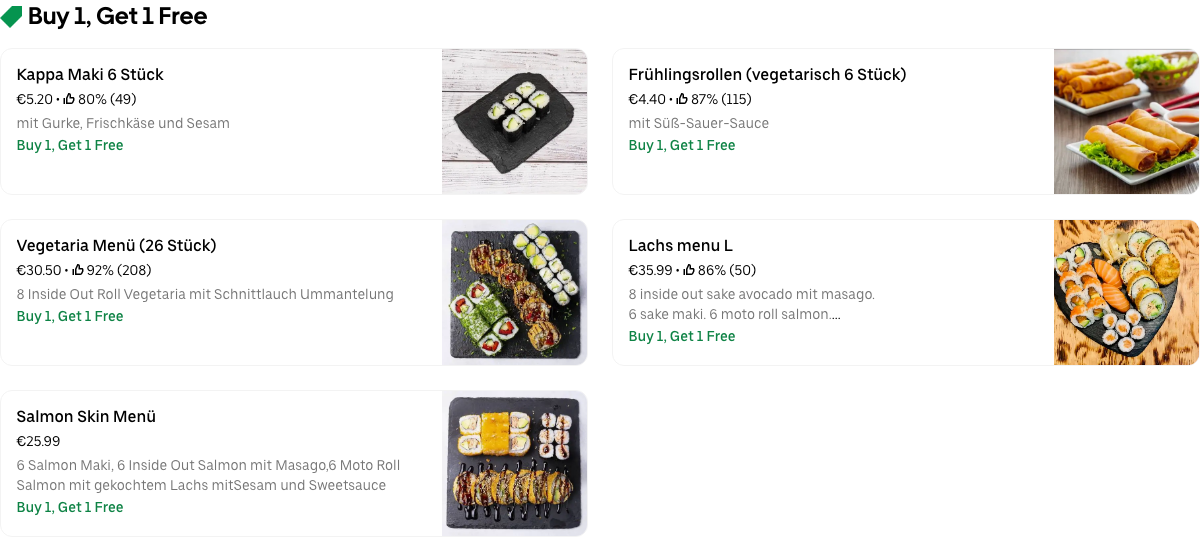 Buy 1, Get 1 Free
Kappa Maki 6 Stück
€5.20 • 80% (49)
mit Gurke, Frischkäse und Sesam
Buy 1, Get 1 Free
Frühlingsrollen (vegetarisch 6 Stück)
€4.40 • 87% (115)
mit Süß-Sauer-Sauce
Buy 1, Get 1 Free
Vegetaria Menü (26 Stück)
€30.50 • 92% (208)
8 Inside Out Roll Vegetaria mit Schnittlauch Ummantelung
Buy 1, Get 1 Free
Lachs menu L
€35.99 • 86% (50)
8 inside out sake avocado mit masago.
6 sake maki. 6 moto roll salmon....
Buy 1, Get 1 Free
Salmon Skin Menü
€25.99
6 Salmon Maki, 6 Inside Out Salmon mit Masago,6 Moto Roll
Salmon mit gekochtem Lachs mitSesam und Sweetsauce
Buy 1, Get 1 Free